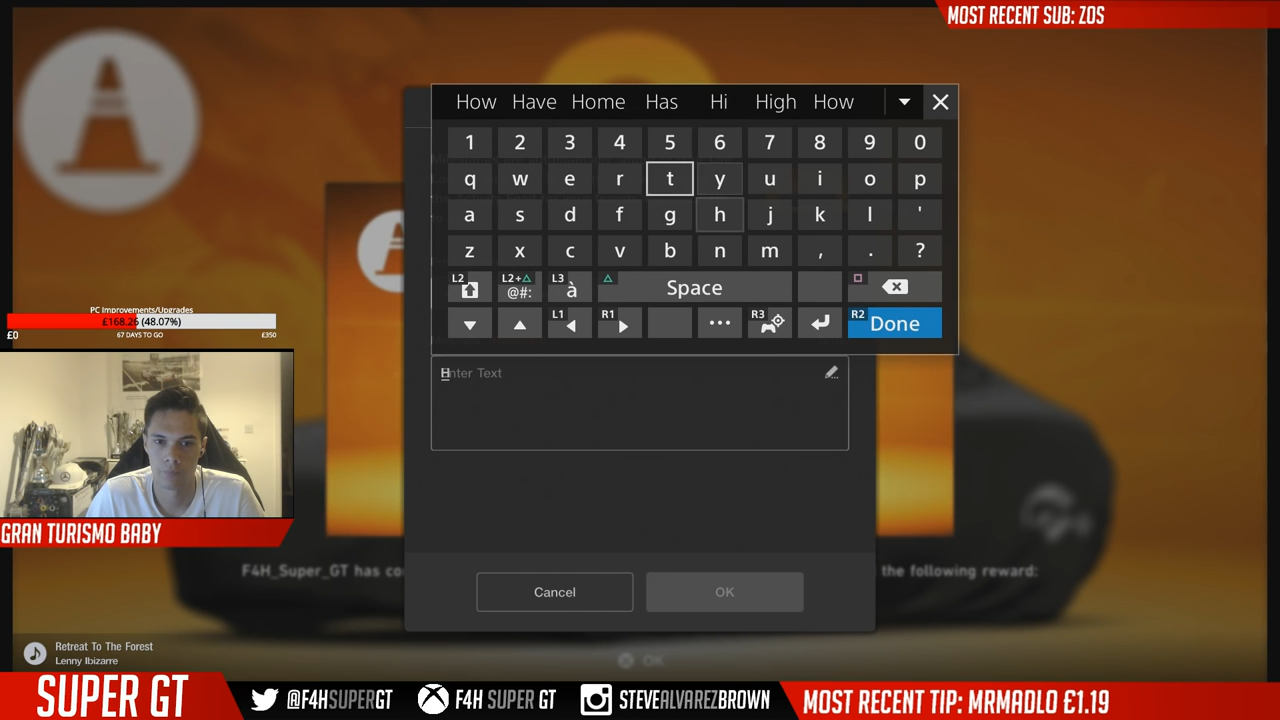 MOST RECENT SUB: ZOS
How Have Home Has Hi High How
1 2 3 4 5 6 7 8 9 0
q w e r t y u i o p
a s d f g h j k l '
z x c v b n m , . ?
L2 L2+△ @#: L3 à △ Space
L1 R1 ... R3 R2 Done
Hnter Text
PC Improvements/Upgrades
£168.26 (48.07%)
£0 67 DAYS TO GO £350
GRAN TURISMO BABY
F4H_Super_GT has co the following reward:
Cancel OK
Retreat To The Forest
Lenny Ibizarre
OK
SUPER GT @F4HSUPERGT F4H SUPER GT STEVEALVAREZBROWN MOST RECENT TIP: MRMADLO £1.19